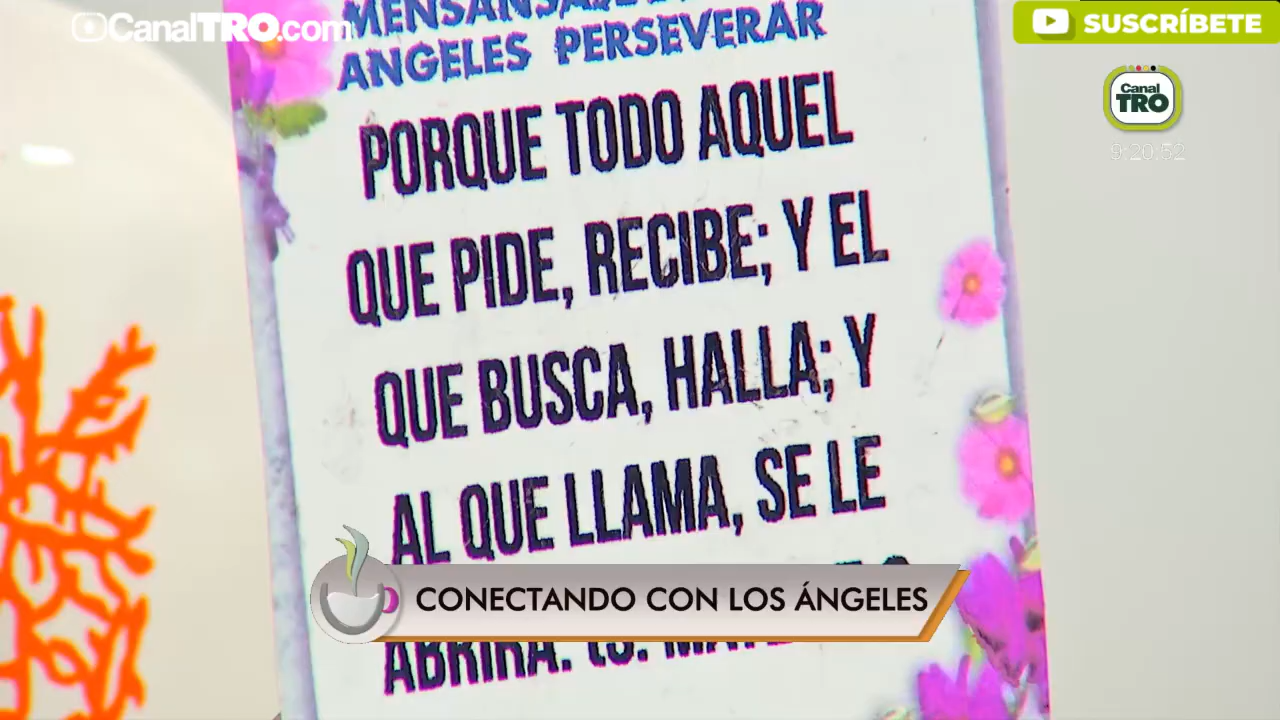 CanalTRO.com
SUSCRÍBETE
Canal
TRO
9:20:52
ANGELES PERSEVERAR
PORQUE TODO AQUEL
QUE PIDE, RECIBE; Y EL
QUE BUSCA, HALLA; Y
AL QUE LLAMA, SE LE
CONECTANDO CON LOS ÁNGELES
ABRIRA.